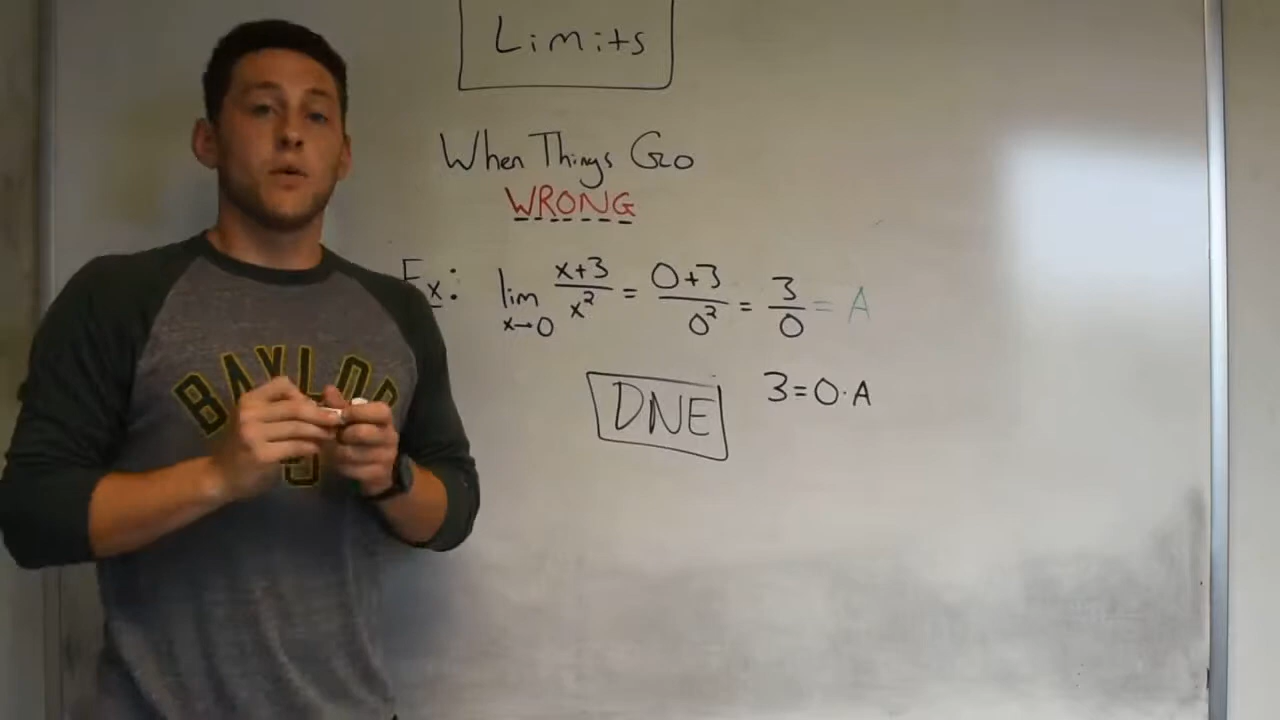 Limits
When Things Go
WRONG
Ex: lim x→0 x+3/x² = 0+3/0² = 3/0 = A
DNE 3=0·A
BAYLOR